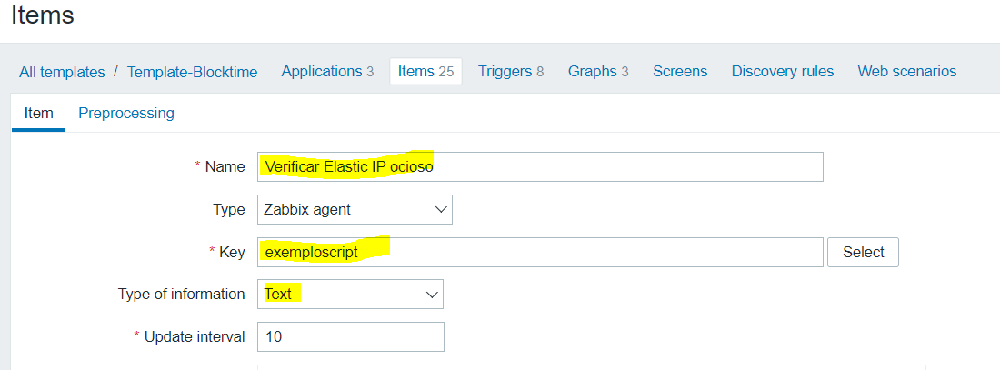 Items
All templates / Template-Blocktime Applications 3 Items 25 Triggers 8 Graphs 3 Screens Discovery rules Web scenarios
Item Preprocessing
* Name Verificar Elastic IP ocioso
Type Zabbix agent
* Key exemploscript Select
Type of information Text
* Update interval 10